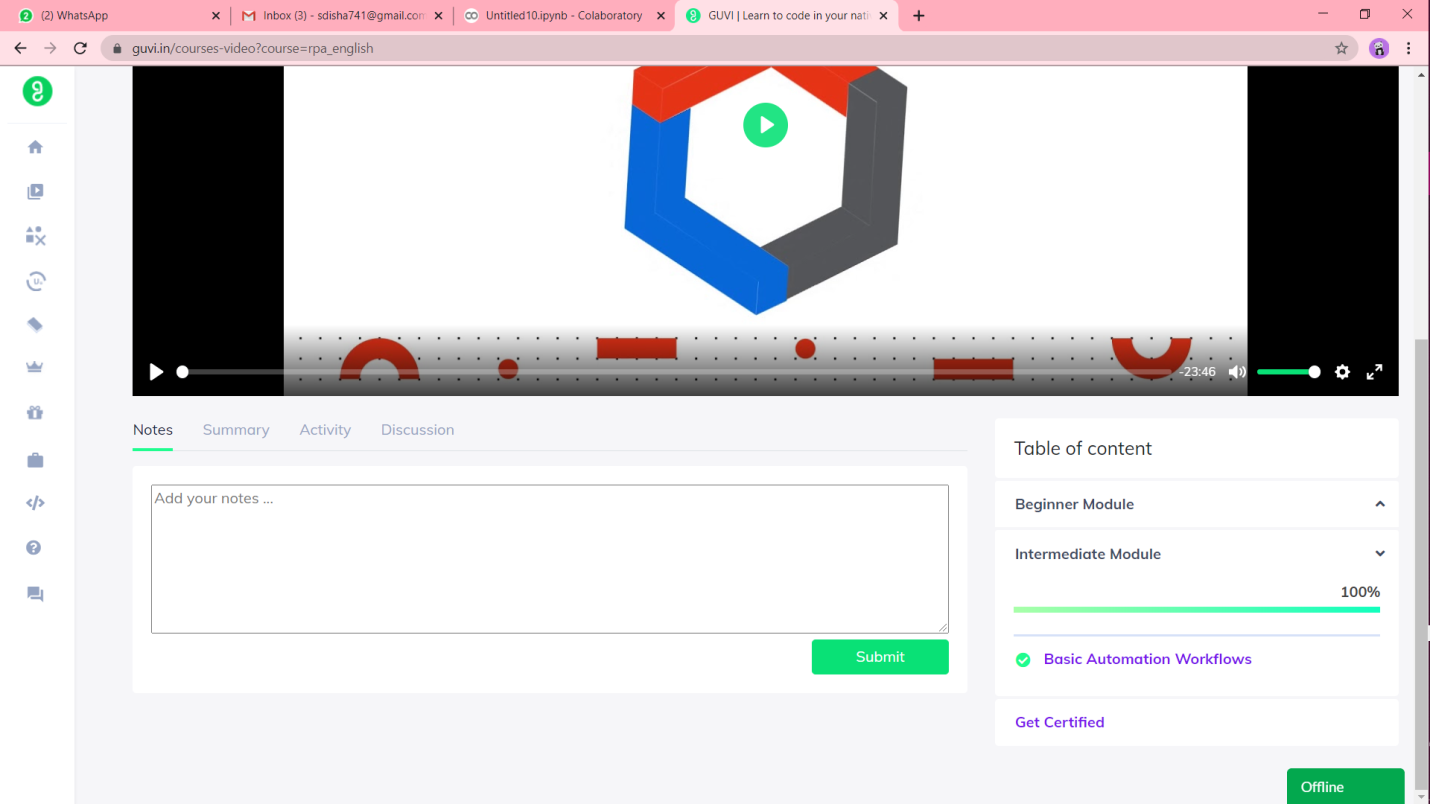 (2) WhatsApp
Inbox (3) - sdisha741@gmail.com
Untitled10.ipynb - Colaboratory
GUVI | Learn to code in your nati
guvi.in/courses-video?course=rpa_english
-23:46
Notes
Summary
Activity
Discussion
Add your notes ...
Submit
Table of content
Beginner Module
Intermediate Module
100%
Basic Automation Workflows
Get Certified
Offline